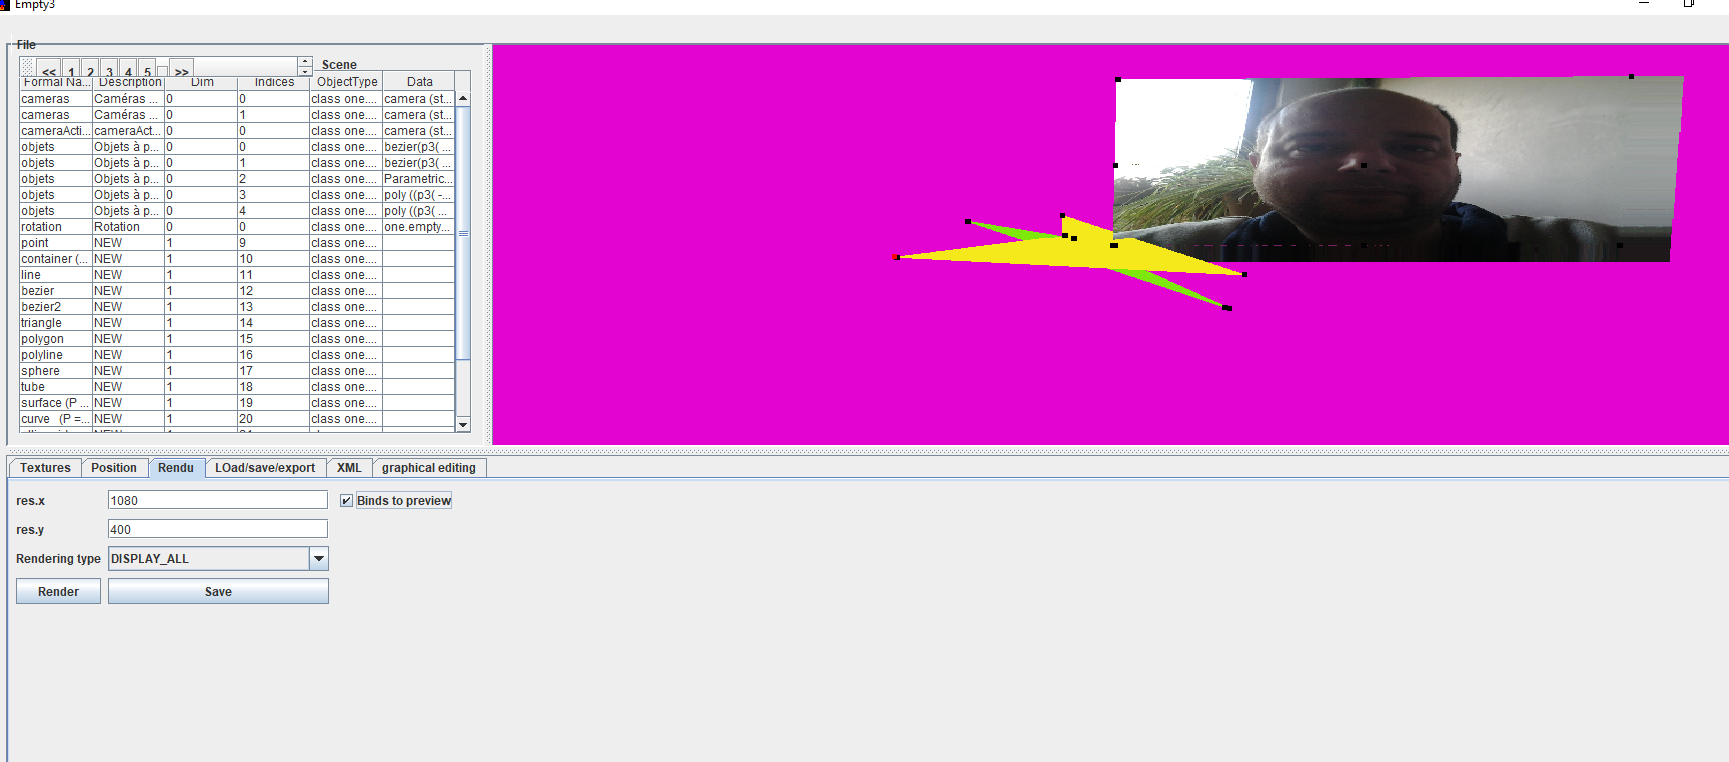 Empty3
File
<< 1 2 3 4 5 >>
Scene
Formal Na... Description Dim Indices ObjectType Data
cameras Caméras ... 0 0 class one.... camera (st...
cameras Caméras ... 0 1 class one.... camera (st...
cameraActi... cameraAct... 0 0 class one.... camera (st...
objets Objets à p... 0 0 class one.... bezier(p3( ...
objets Objets à p... 0 1 class one.... bezier(p3( ...
objets Objets à p... 0 2 class one.... Parametric...
objets Objets à p... 0 3 class one.... poly ((p3( -...
objets Objets à p... 0 4 class one.... poly ((p3( ...
rotation Rotation 0 0 class one.... one.empty...
point NEW 1 9 class one....
container (... NEW 1 10 class one....
line NEW 1 11 class one....
bezier NEW 1 12 class one....
bezier2 NEW 1 13 class one....
triangle NEW 1 14 class one....
polygon NEW 1 15 class one....
polyline NEW 1 16 class one....
sphere NEW 1 17 class one....
tube NEW 1 18 class one....
surface (P ... NEW 1 19 class one....
curve (P =... NEW 1 20 class one....
Textures Position Rendu LOad/save/export XML graphical editing
res.x 1080 Binds to preview
res.y 400
Rendering type DISPLAY_ALL
Render Save